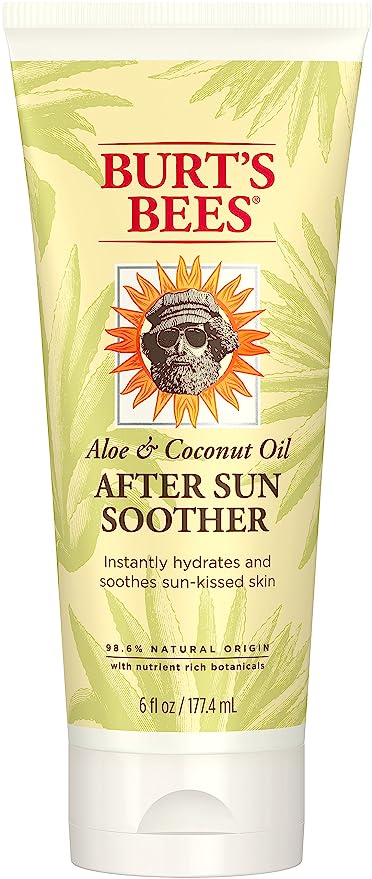 BURT'S
BEES®
Aloe & Coconut Oil
AFTER SUN
SOOTHER
Instantly hydrates and
soothes sun-kissed skin
98.6% NATURAL ORIGIN
with nutrient rich botanicals
6 fl oz / 177.4 mL